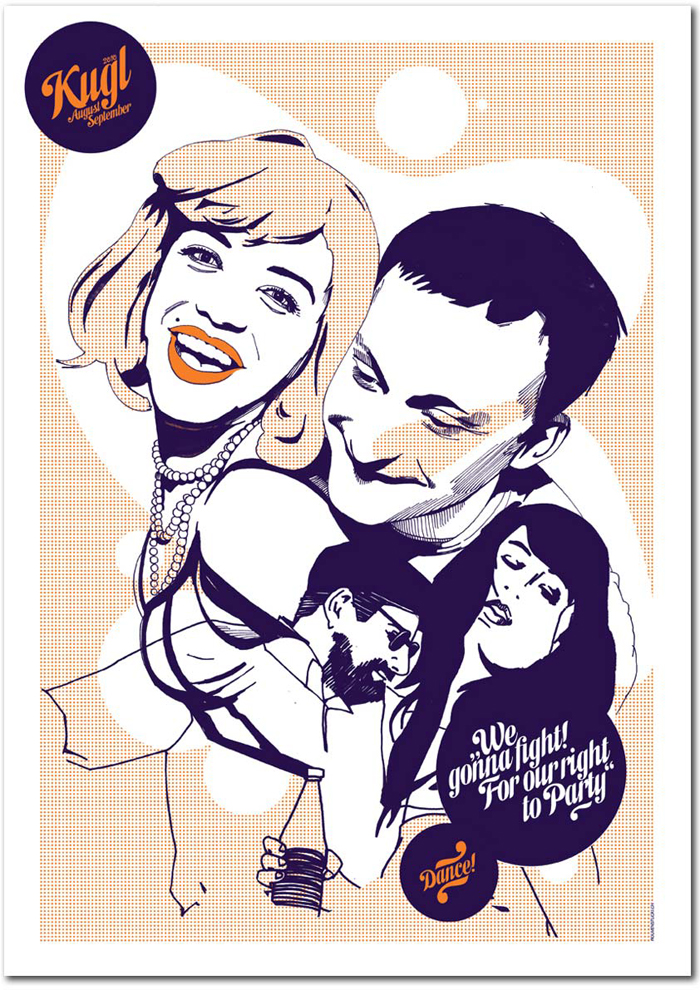 2010
Kugl
August
September
„We
gonna fight!
For our right
to Party“
Dance!